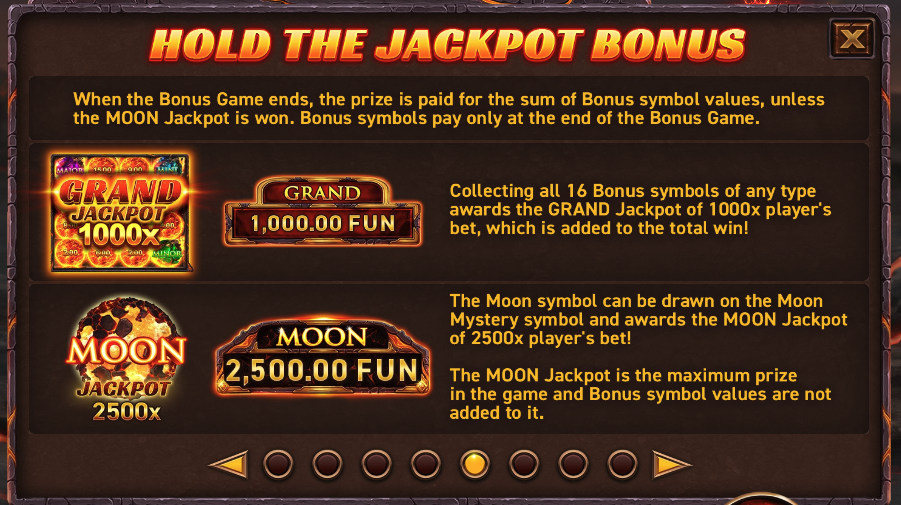 HOLD THE JACKPOT BONUS
X
When the Bonus Game ends, the prize is paid for the sum of Bonus symbol values, unless
the MOON Jackpot is won. Bonus symbols pay only at the end of the Bonus Game.
MAJOR 15.00 9.00 MINI
GRAND
JACKPOT
1000x
MINOR
GRAND
1,000.00 FUN
Collecting all 16 Bonus symbols of any type
awards the GRAND Jackpot of 1000x player's
bet, which is added to the total win!
MOON
JACKPOT
2500x
MOON
2,500.00 FUN
The Moon symbol can be drawn on the Moon
Mystery symbol and awards the MOON Jackpot
of 2500x player's bet!
The MOON Jackpot is the maximum prize
in the game and Bonus symbol values are not
added to it.